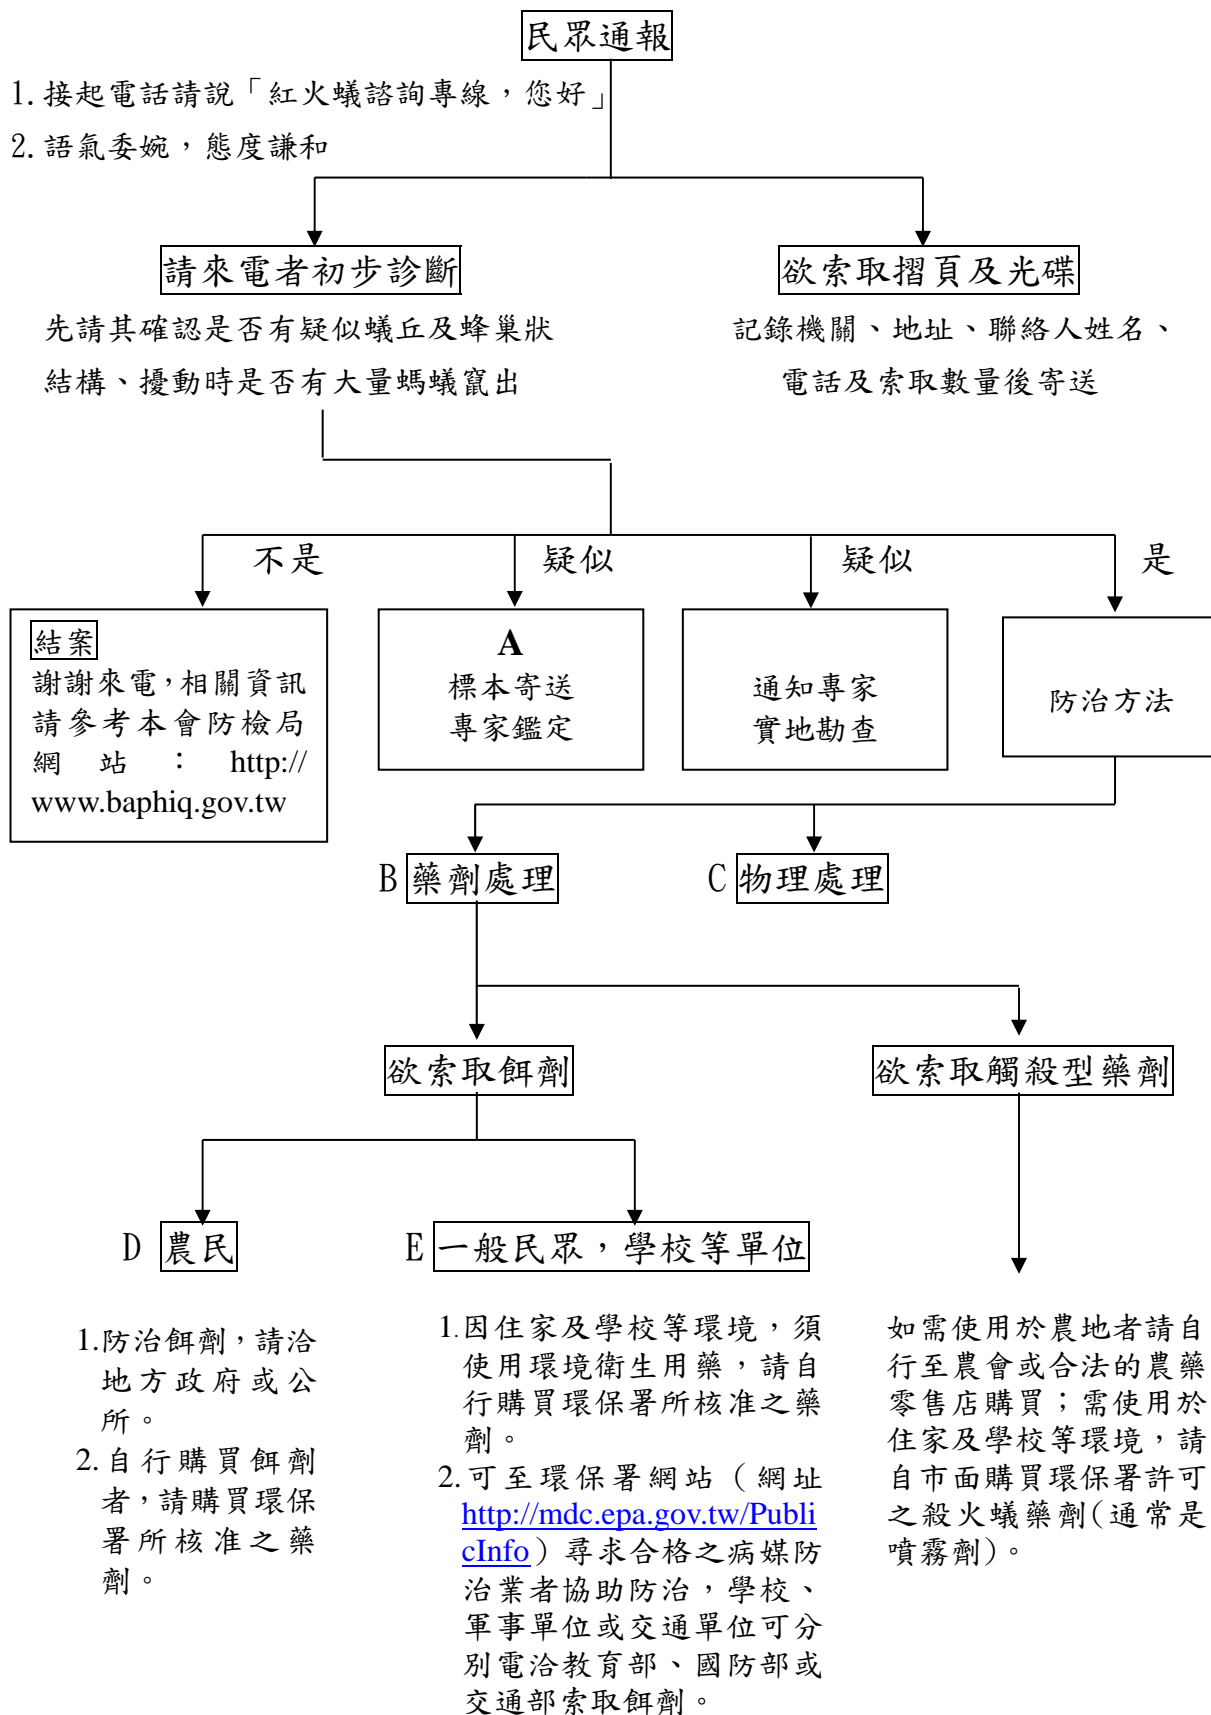 民眾通報
1.接起電話請說「紅火蟻諮詢專線，您好」
2.語氣委婉，態度謙和
請來電者初步診斷
欲索取摺頁及光碟
先請其確認是否有疑似蟻丘及蜂巢狀
結構、擾動時是否有大量螞蟻竄出
記錄機關、地址、聯絡人姓名、
電話及索取數量後寄送
不是
疑似
疑似
是
結案
謝謝來電，相關資訊
請參考本會防檢局
網站：http://
www.baphiq.gov.tw
A
標本寄送
專家鑑定
通知專家
實地勘查
防治方法
B 藥劑處理
C 物理處理
欲索取餌劑
欲索取觸殺型藥劑
D 農民
E 一般民眾，學校等單位
1.防治餌劑，請洽
地方政府或公
所。
2.自行購買餌劑
者，請購買環保
署所核准之藥
劑。
1.因住家及學校等環境，須
使用環境衛生用藥，請自
行購買環保署所核准之藥
劑。
2.可至環保署網站（網址
http://mdc.epa.gov.tw/Publi
cInfo）尋求合格之病媒防
治業者協助防治，學校、
軍事單位或交通單位可分
別電洽教育部、國防部或
交通部索取餌劑。
如需使用於農地者請自
行至農會或合法的農藥
零售店購買；需使用於
住家及學校等環境，請
自市面購買環保署許可
之殺火蟻藥劑(通常是
噴霧劑)。